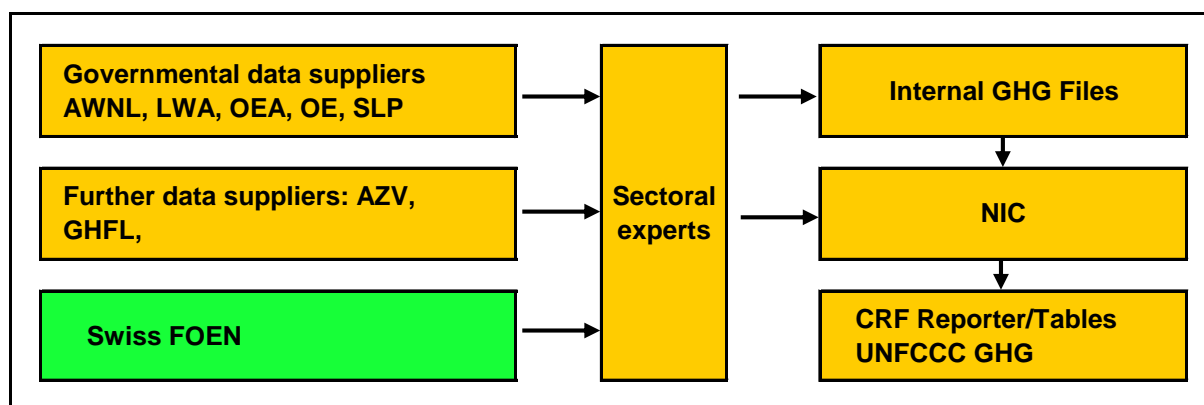 Governmental data suppliers
AWNL, LWA, OEA, OE, SLP
Further data suppliers: AZV,
GHFL,
Swiss FOEN
Sectoral
experts
Internal GHG Files
NIC
CRF Reporter/Tables
UNFCCC GHG